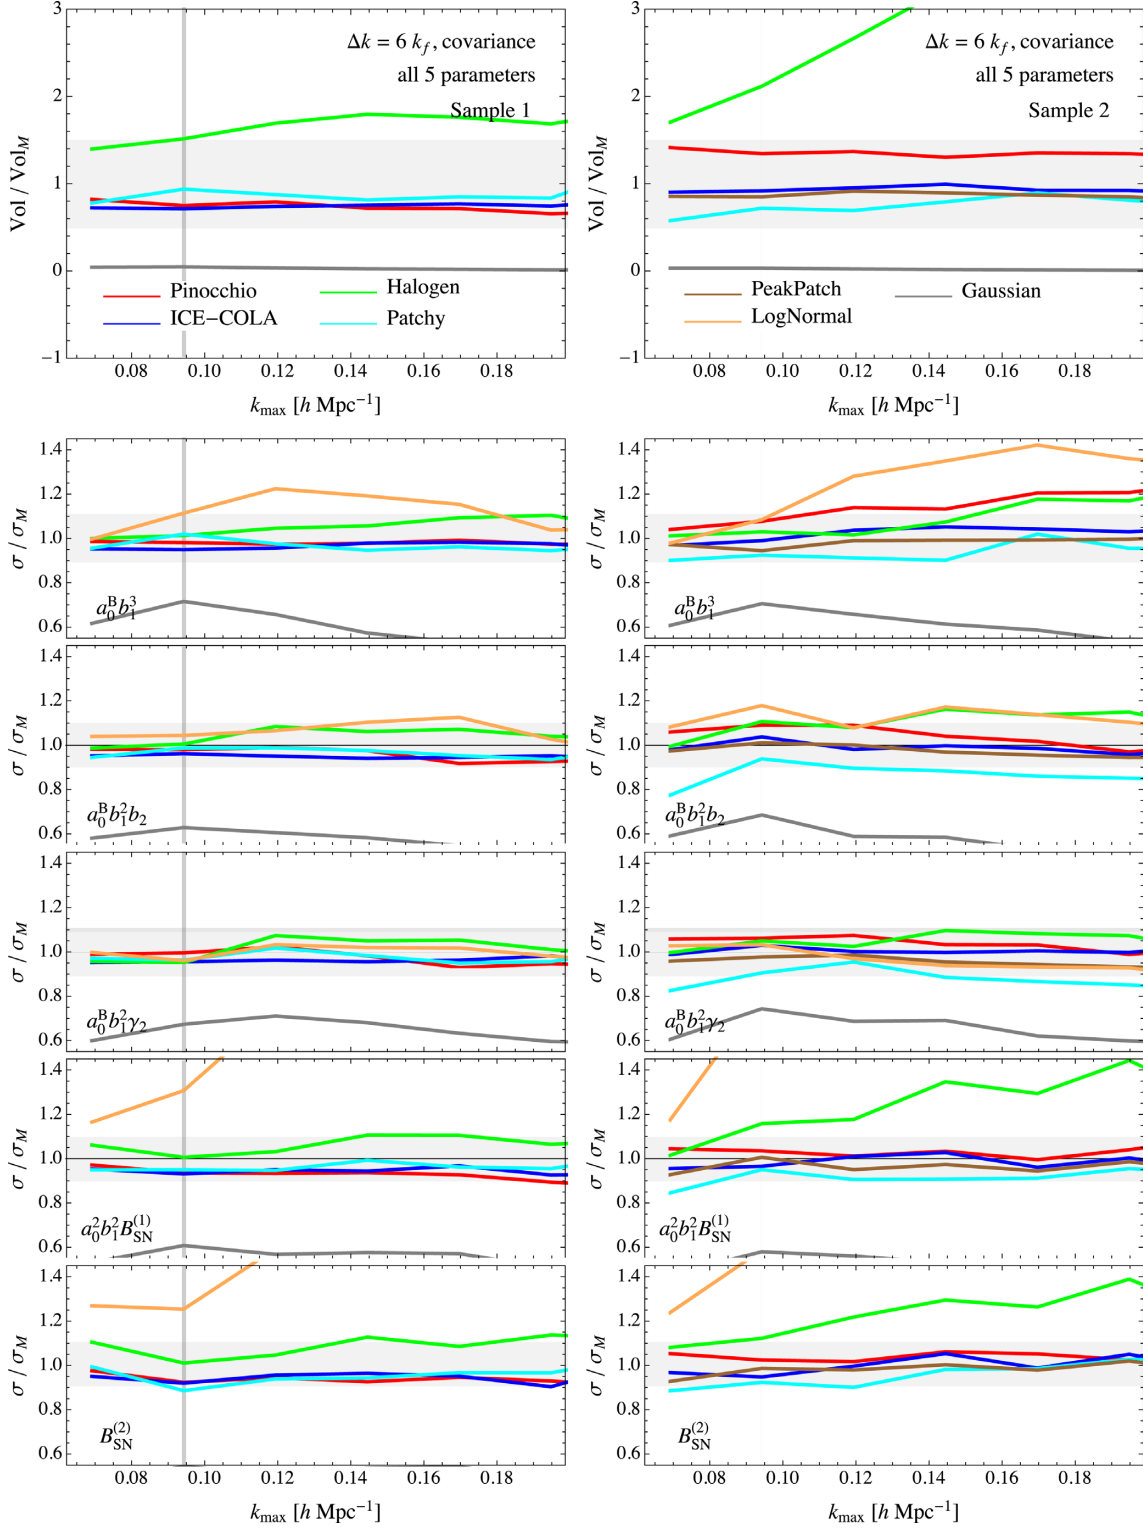 Δk = 6 k_f, covariance
all 5 parameters
Sample 1
Vol / Vol_M
3
2
1
0
−1
Pinocchio
ICE−COLA
Halogen
Patchy
0.08 0.10 0.12 0.14 0.16 0.18
k_max [h Mpc⁻¹]
Δk = 6 k_f, covariance
all 5 parameters
Sample 2
Vol / Vol_M
3
2
1
0
−1
PeakPatch
LogNormal
Gaussian
0.08 0.10 0.12 0.14 0.16 0.18
k_max [h Mpc⁻¹]
σ / σ_M
1.4
1.2
1.0
0.8
0.6
a_0^B b_1^3
σ / σ_M
1.4
1.2
1.0
0.8
0.6
a_0^B b_1^3
σ / σ_M
1.4
1.2
1.0
0.8
0.6
a_0^B b_1^2 b_2
σ / σ_M
1.4
1.2
1.0
0.8
0.6
a_0^B b_1^2 b_2
σ / σ_M
1.4
1.2
1.0
0.8
0.6
a_0^B b_1^2 γ_2
σ / σ_M
1.4
1.2
1.0
0.8
0.6
a_0^B b_1^2 γ_2
σ / σ_M
1.4
1.2
1.0
0.8
0.6
a_0^2 b_1^2 B_SN^(1)
σ / σ_M
1.4
1.2
1.0
0.8
0.6
a_0^2 b_1^2 B_SN^(1)
σ / σ_M
1.4
1.2
1.0
0.8
0.6
B_SN^(2)
0.08 0.10 0.12 0.14 0.16 0.18
k_max [h Mpc⁻¹]
σ / σ_M
1.4
1.2
1.0
0.8
0.6
B_SN^(2)
0.08 0.10 0.12 0.14 0.16 0.18
k_max [h Mpc⁻¹]